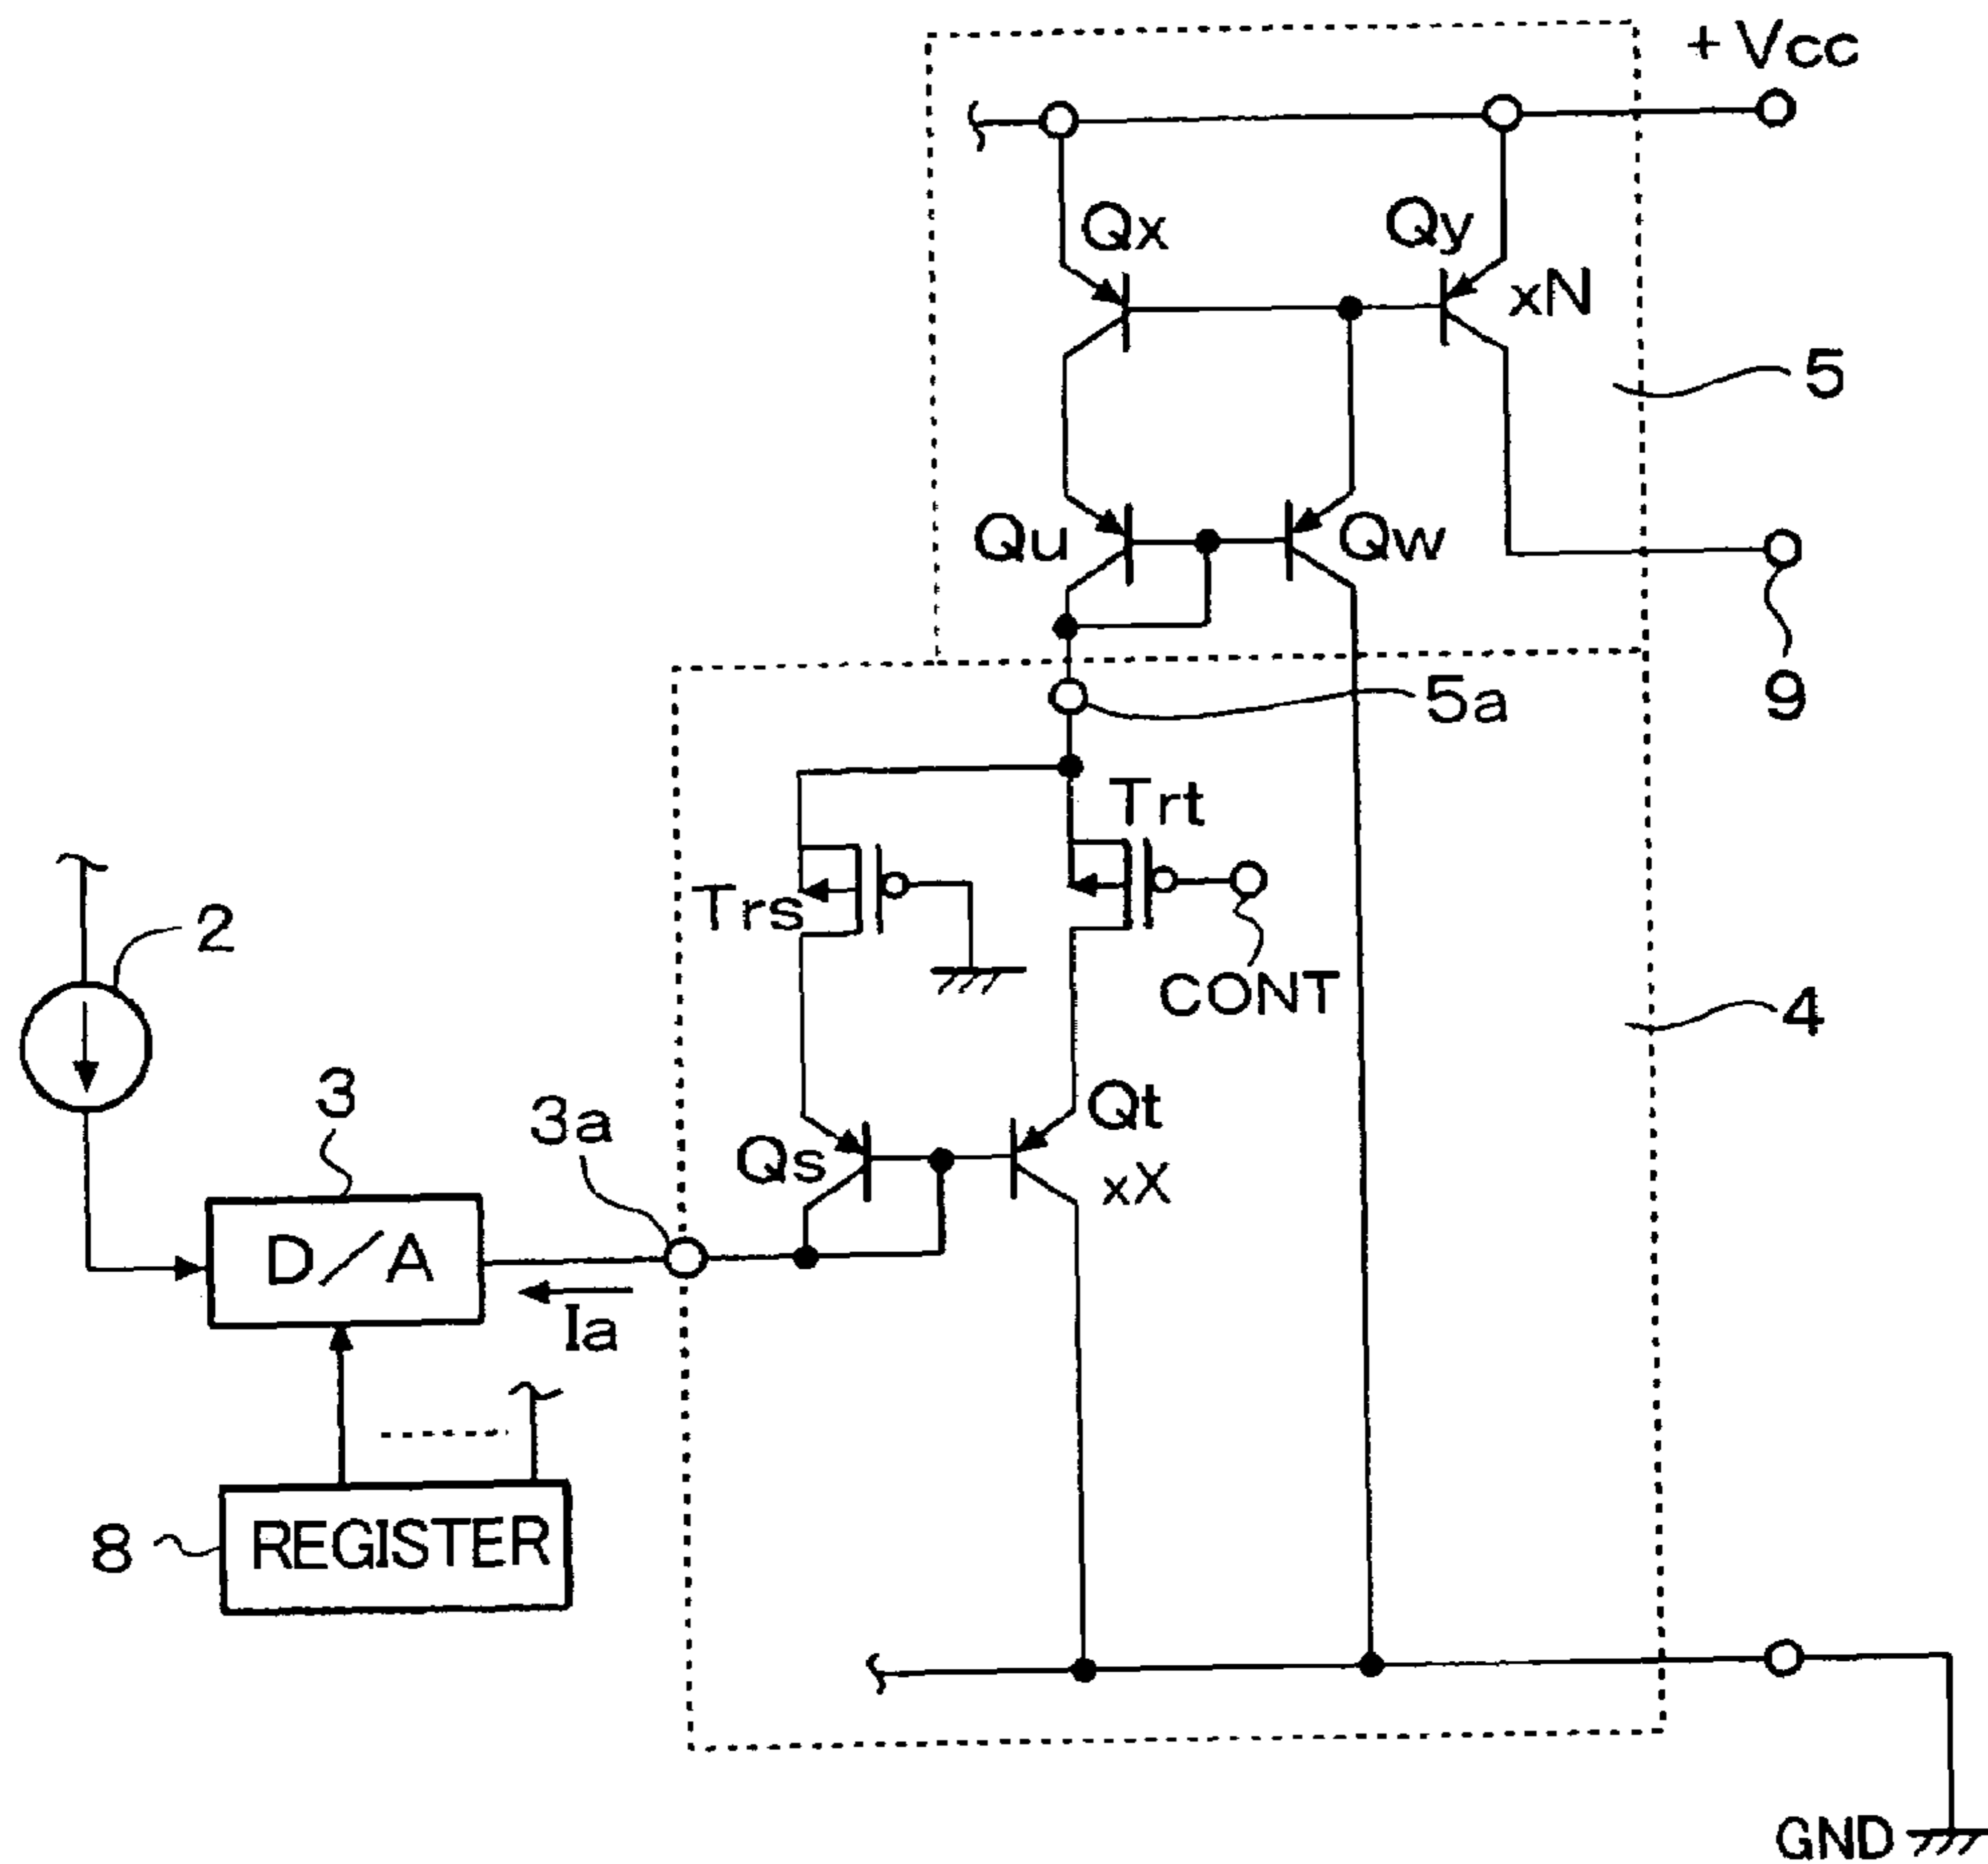 +Vcc
Qx
Qy
xN
5
Qu
Qw
9
5a
Trt
Trs
2
CONT
4
3
3a
Qs
Qt
xX
D/A
Ia
8
REGISTER
GND